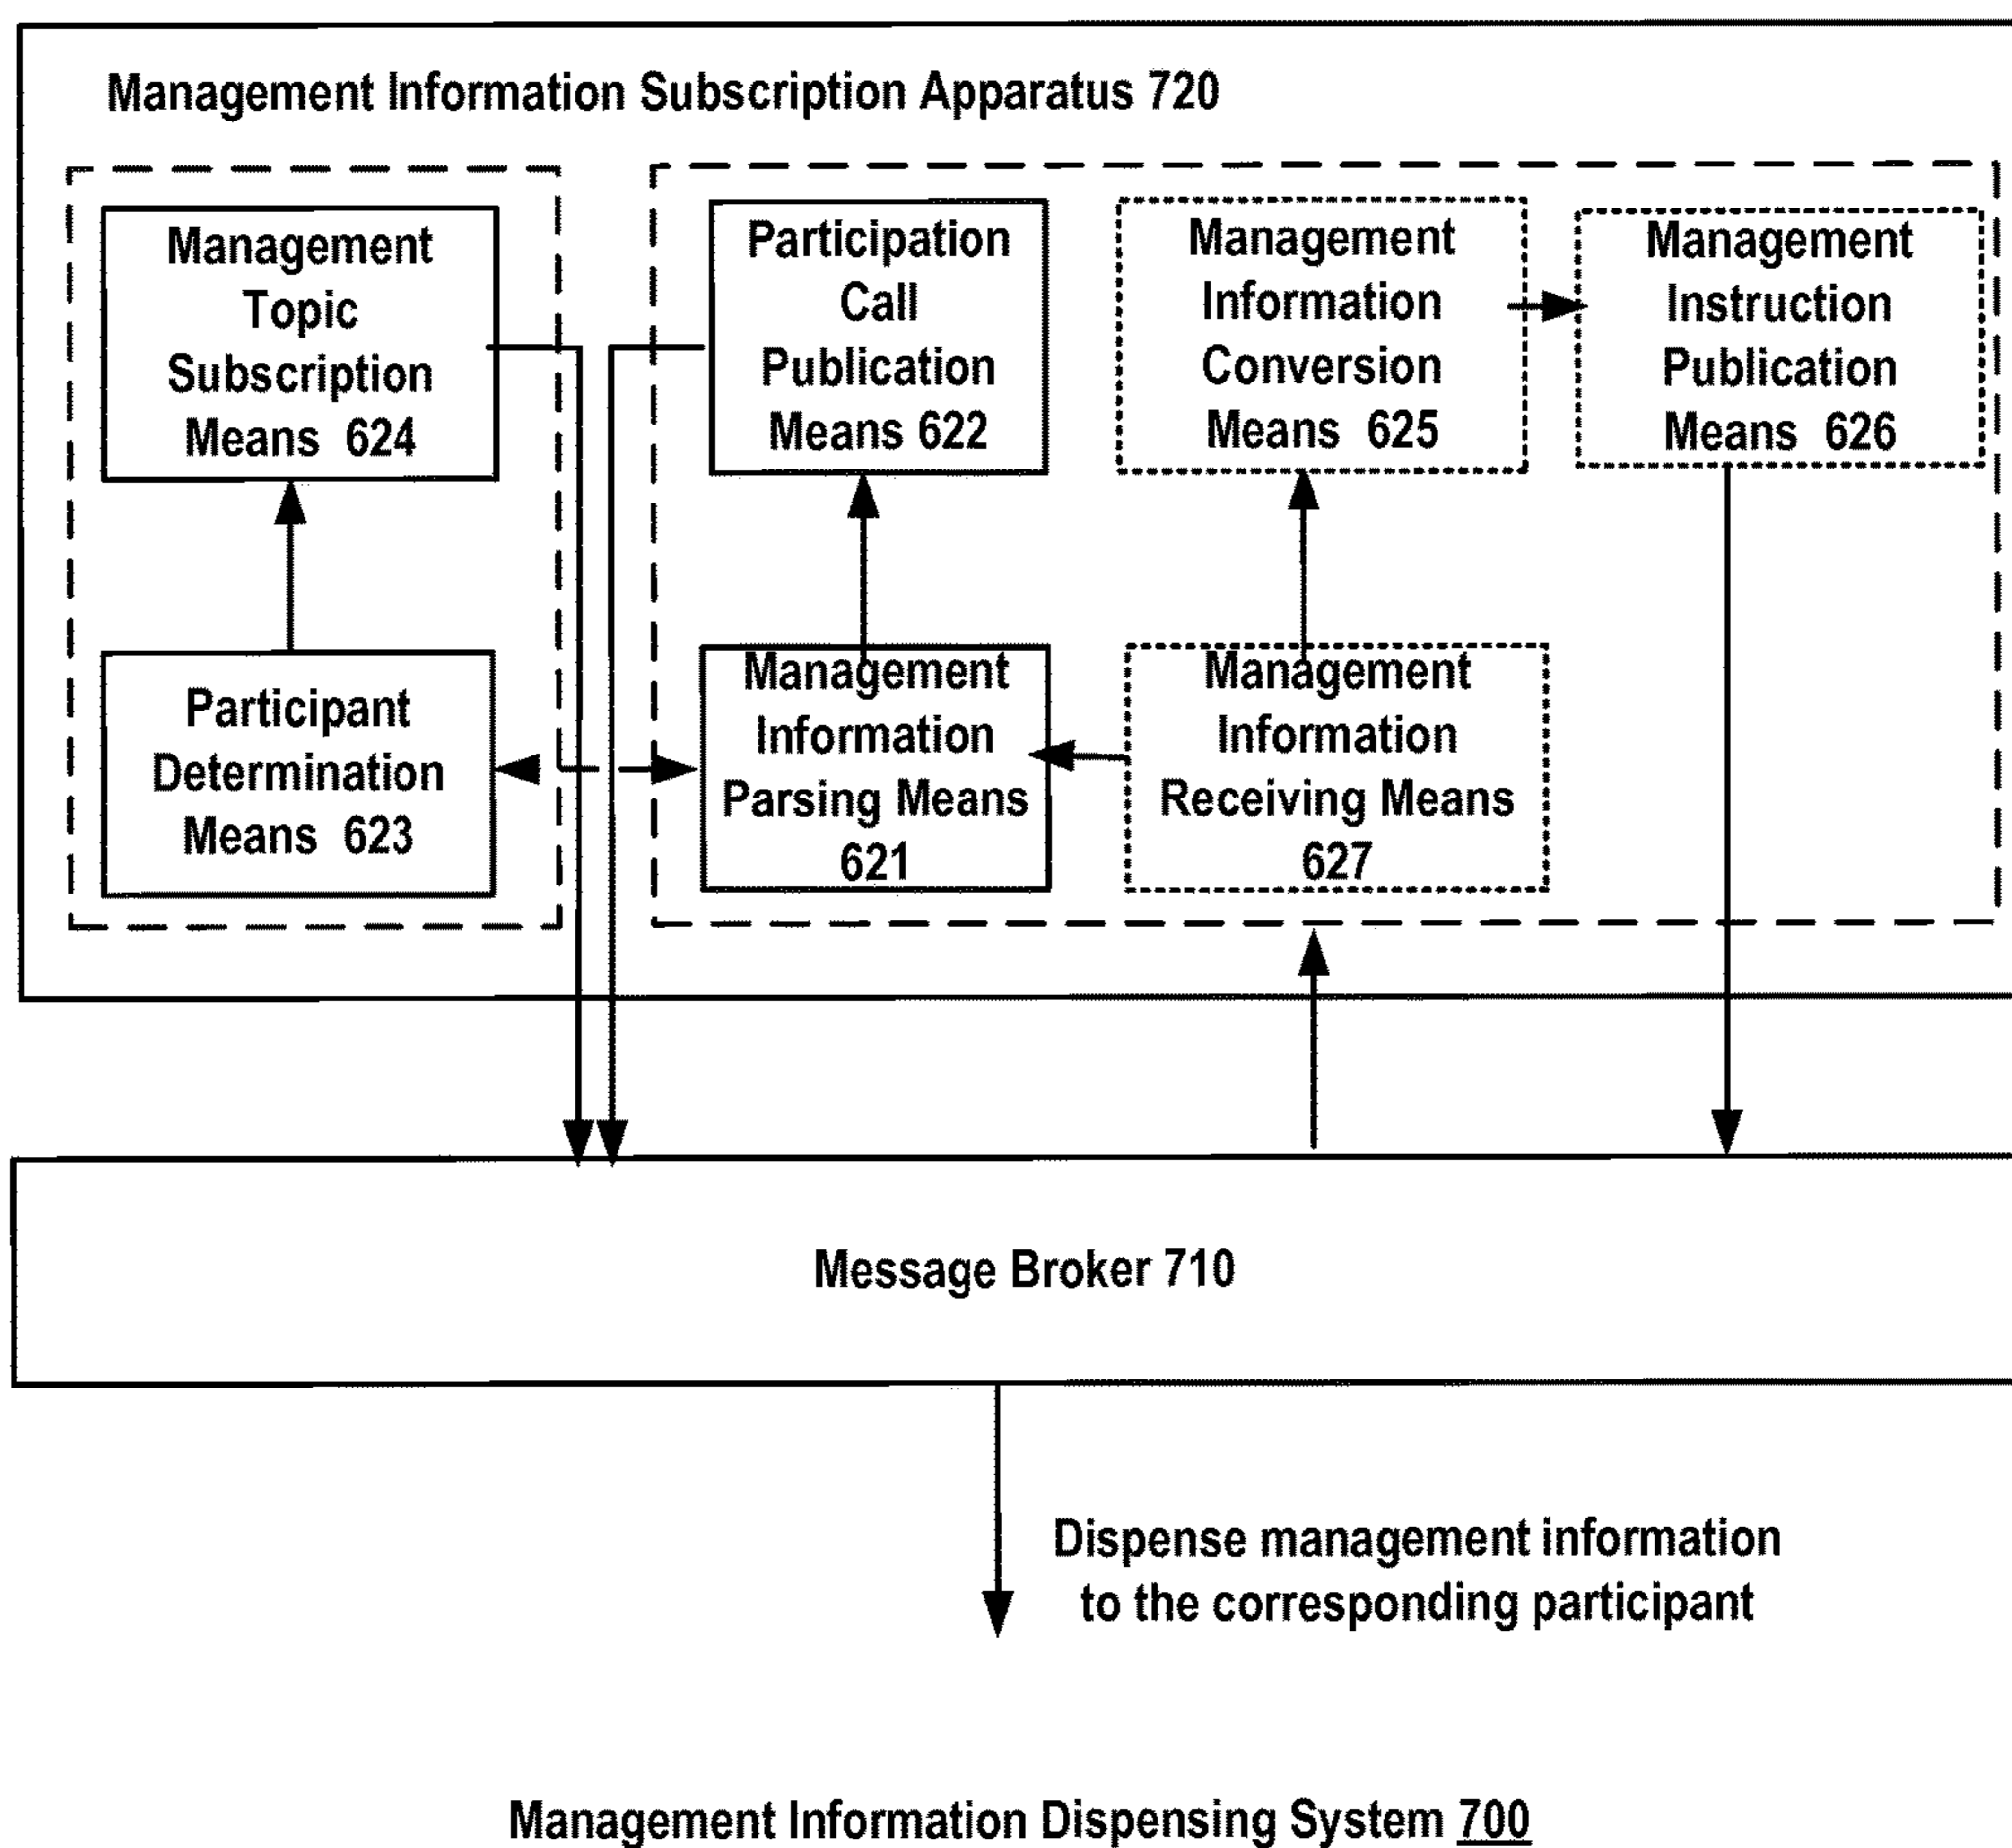 Management Information Subscription Apparatus 720
Management
Topic
Subscription
Means 624
Participation
Call
Publication
Means 622
Management
Information
Conversion
Means 625
Management
Instruction
Publication
Means 626
Participant
Determination
Means 623
Management
Information
Parsing Means
621
Management
Information
Receiving Means
627
Message Broker 710
Dispense management information
to the corresponding participant
Management Information Dispensing System 700